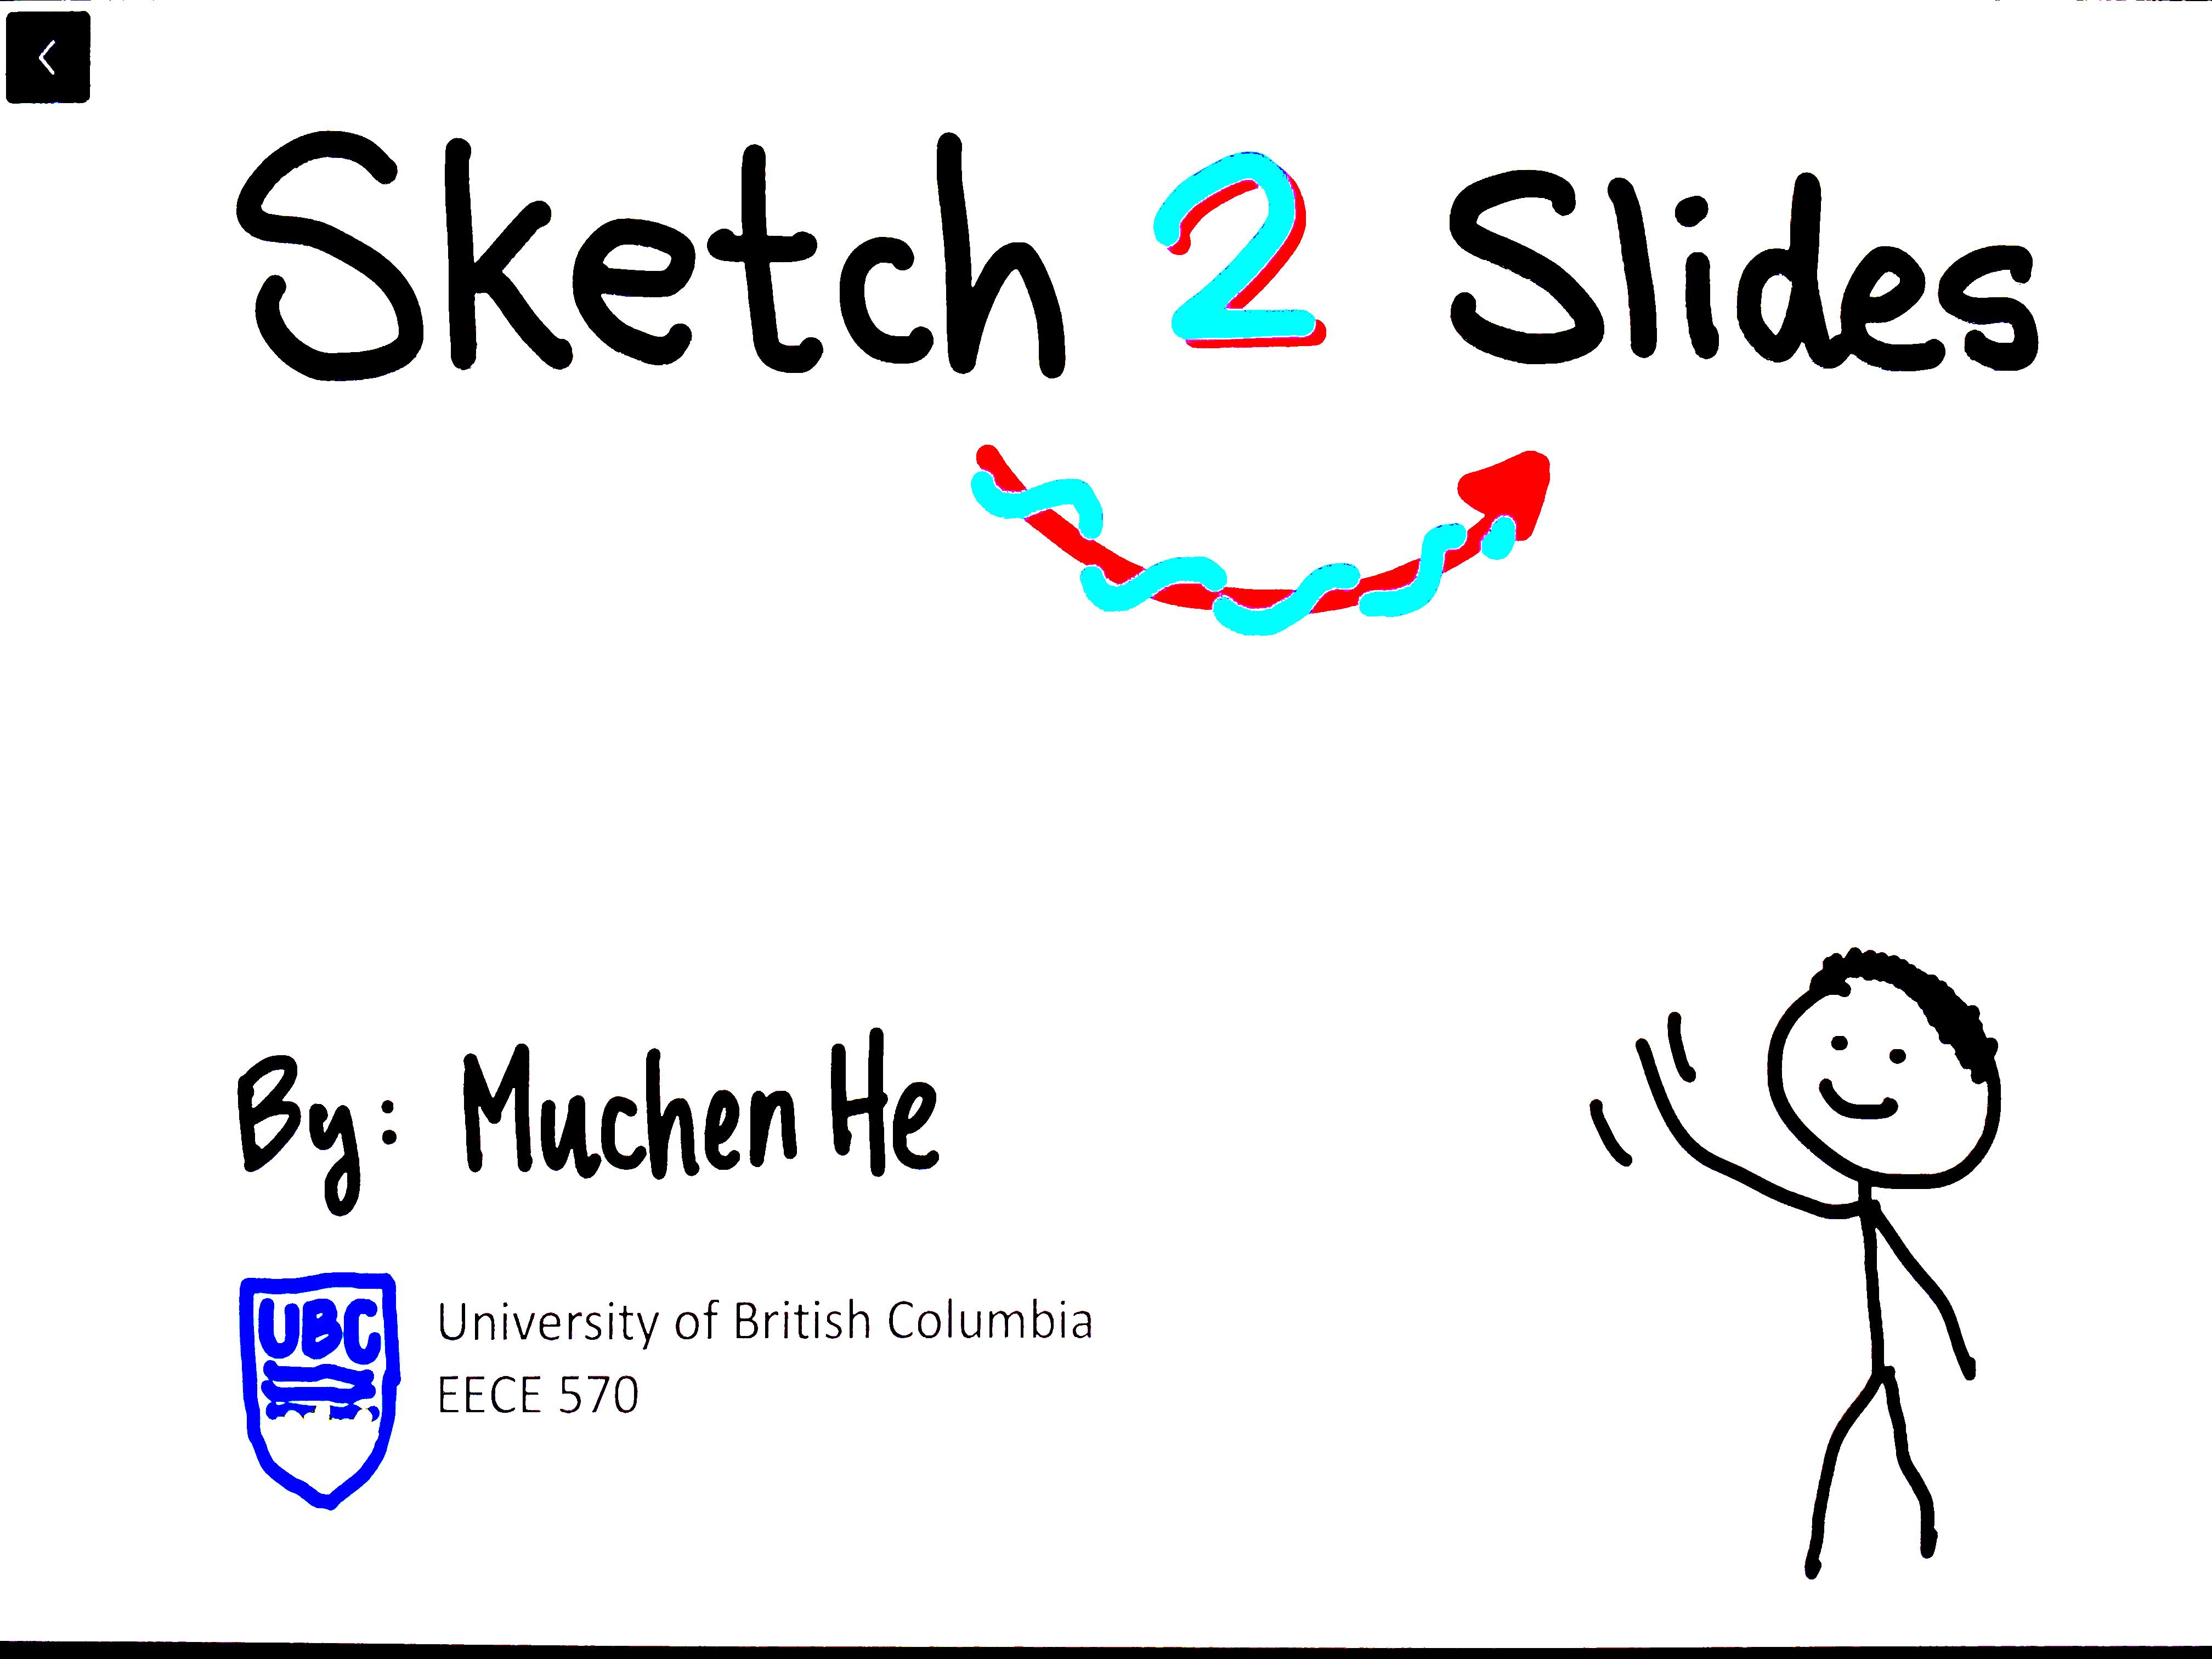 Sketch 2 Slides
By: Muchen He
UBC
University of British Columbia
EECE 570